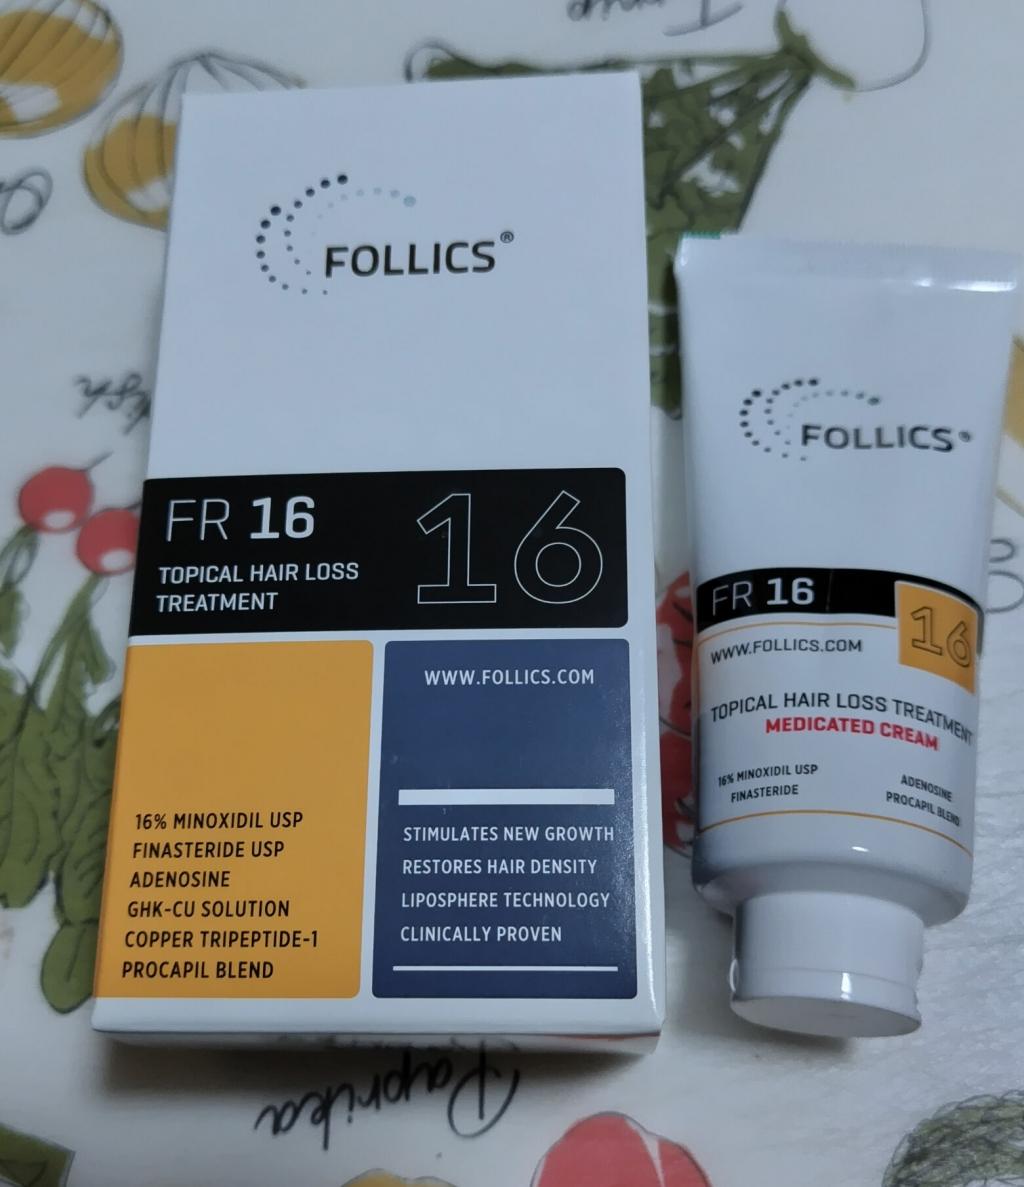 FOLLICS®
FR 16
16
TOPICAL HAIR LOSS
TREATMENT
16% MINOXIDIL USP
FINASTERIDE USP
ADENOSINE
GHK-CU SOLUTION
COPPER TRIPEPTIDE-1
PROCAPIL BLEND
WWW.FOLLICS.COM
STIMULATES NEW GROWTH
RESTORES HAIR DENSITY
LIPOSPHERE TECHNOLOGY
CLINICALLY PROVEN
FOLLICS®
FR 16
16
WWW.FOLLICS.COM
TOPICAL HAIR LOSS TREATMENT
MEDICATED CREAM
16% MINOXIDIL USP
FINASTERIDE
ADENOSINE
PROCAPIL BLEND
Paprika